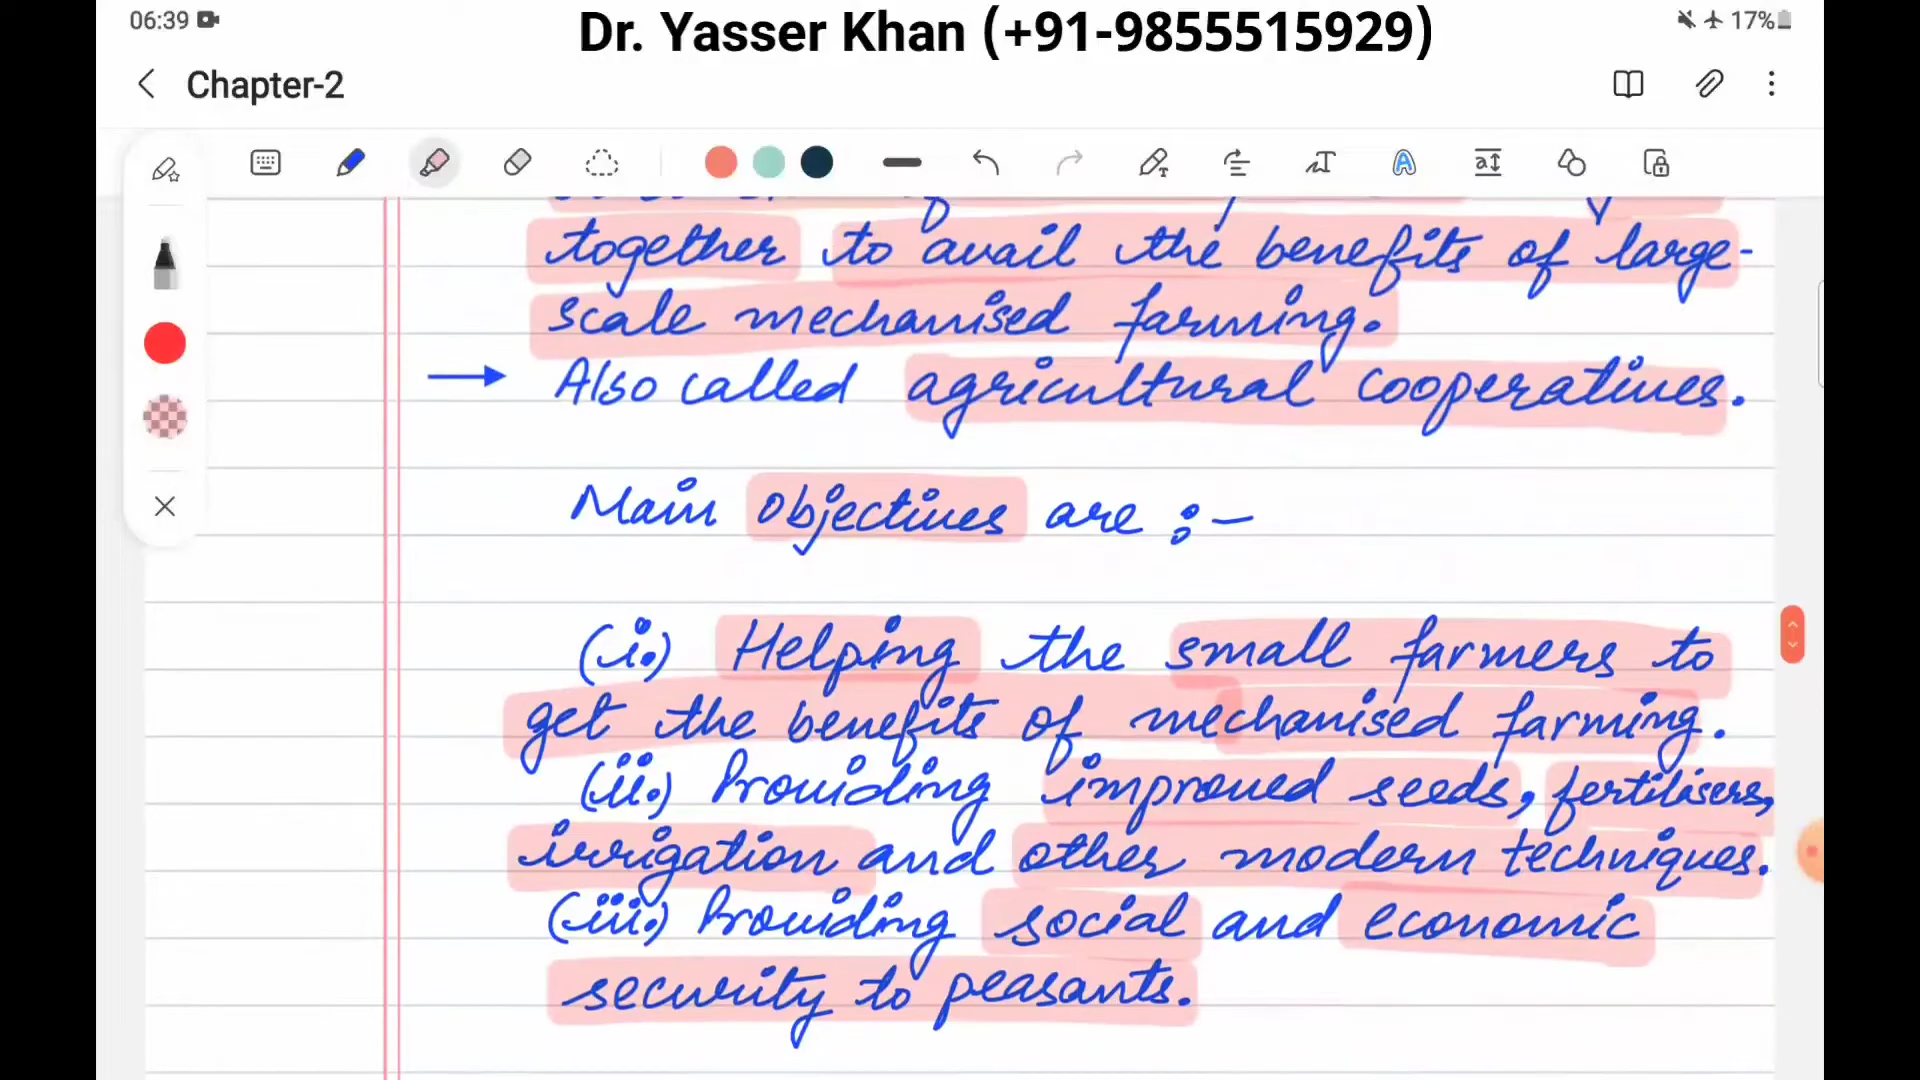 06:39
Dr. Yasser Khan (+91-9855515929)
17%
Chapter-2
together to avail the benefits of large-
scale mechanised farming.
→ Also called agricultural cooperatives.
Main objectives are :-
(i.) Helping the small farmers to
get the benefits of mechanised farming.
(ii.) Providing improved seeds, fertilisers,
irrigation and other modern techniques.
(iii.) Providing social and economic
security to peasants.